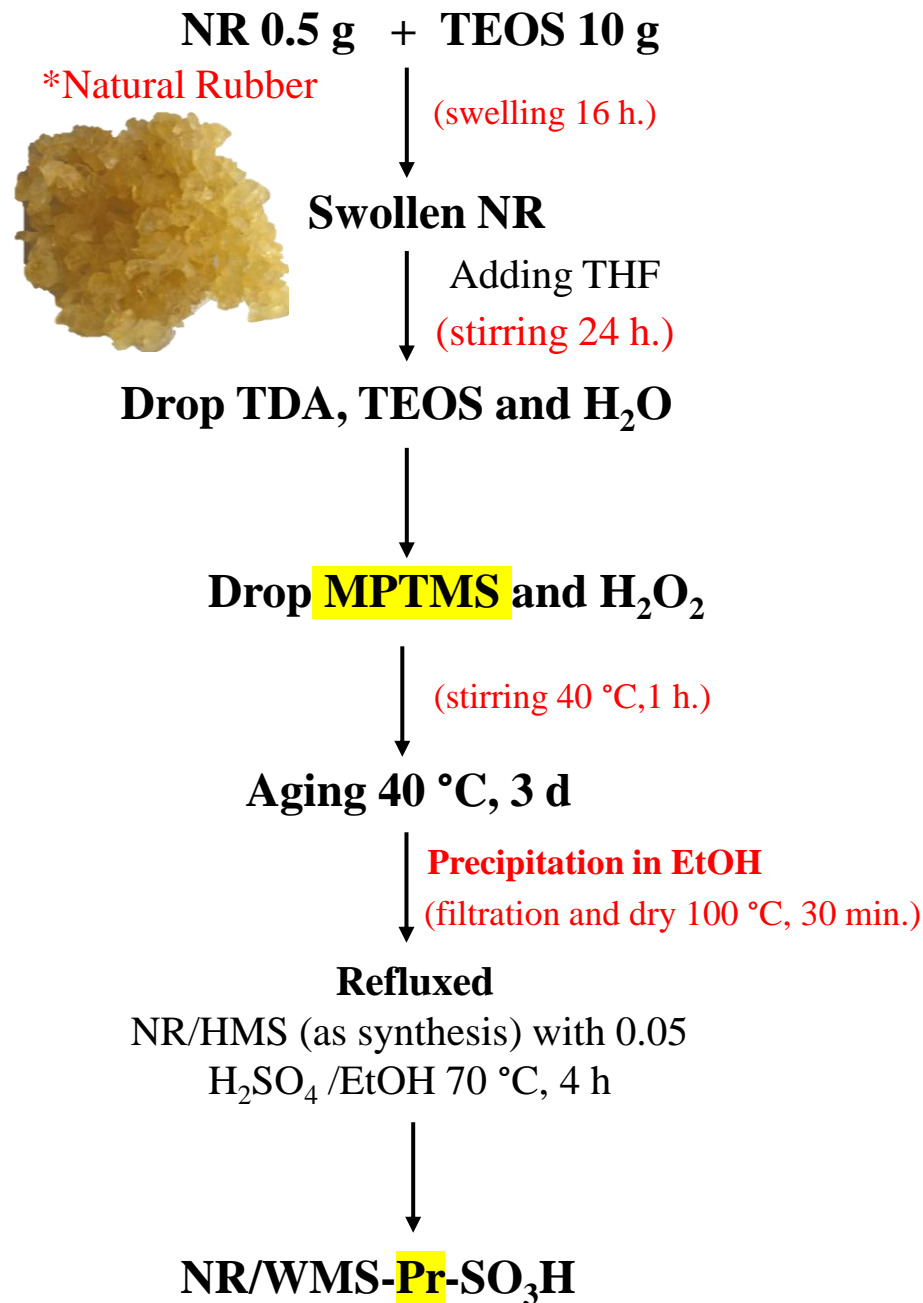 NR 0.5 g + TEOS 10 g
*Natural Rubber
(swelling 16 h.)
Swollen NR
Adding THF
(stirring 24 h.)
Drop TDA, TEOS and H₂O
Drop MPTMS and H₂O₂
(stirring 40 °C,1 h.)
Aging 40 °C, 3 d
Precipitation in EtOH
(filtration and dry 100 °C, 30 min.)
Refluxed
NR/HMS (as synthesis) with 0.05
H₂SO₄ /EtOH 70 °C, 4 h
NR/WMS-Pr-SO₃H